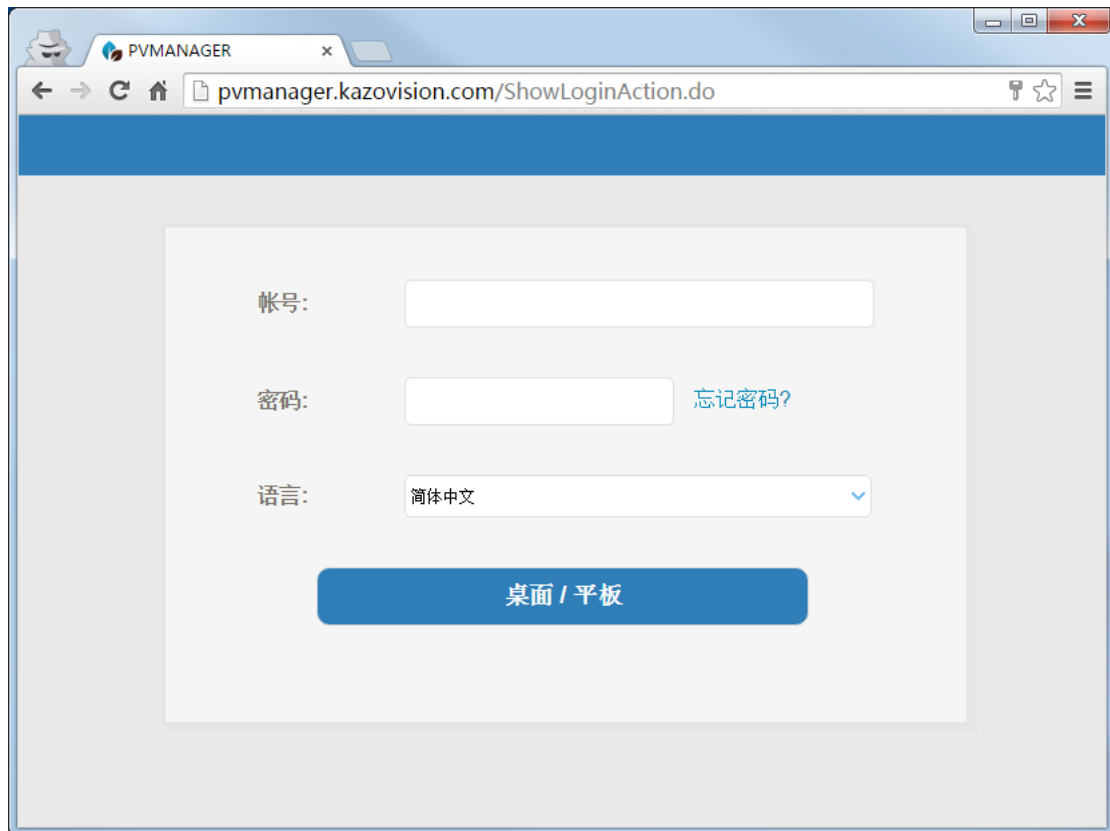 PVMANAGER
pvmanager.kazovision.com/ShowLoginAction.do
帐号:
密码: 忘记密码?
语言: 简体中文
桌面 / 平板